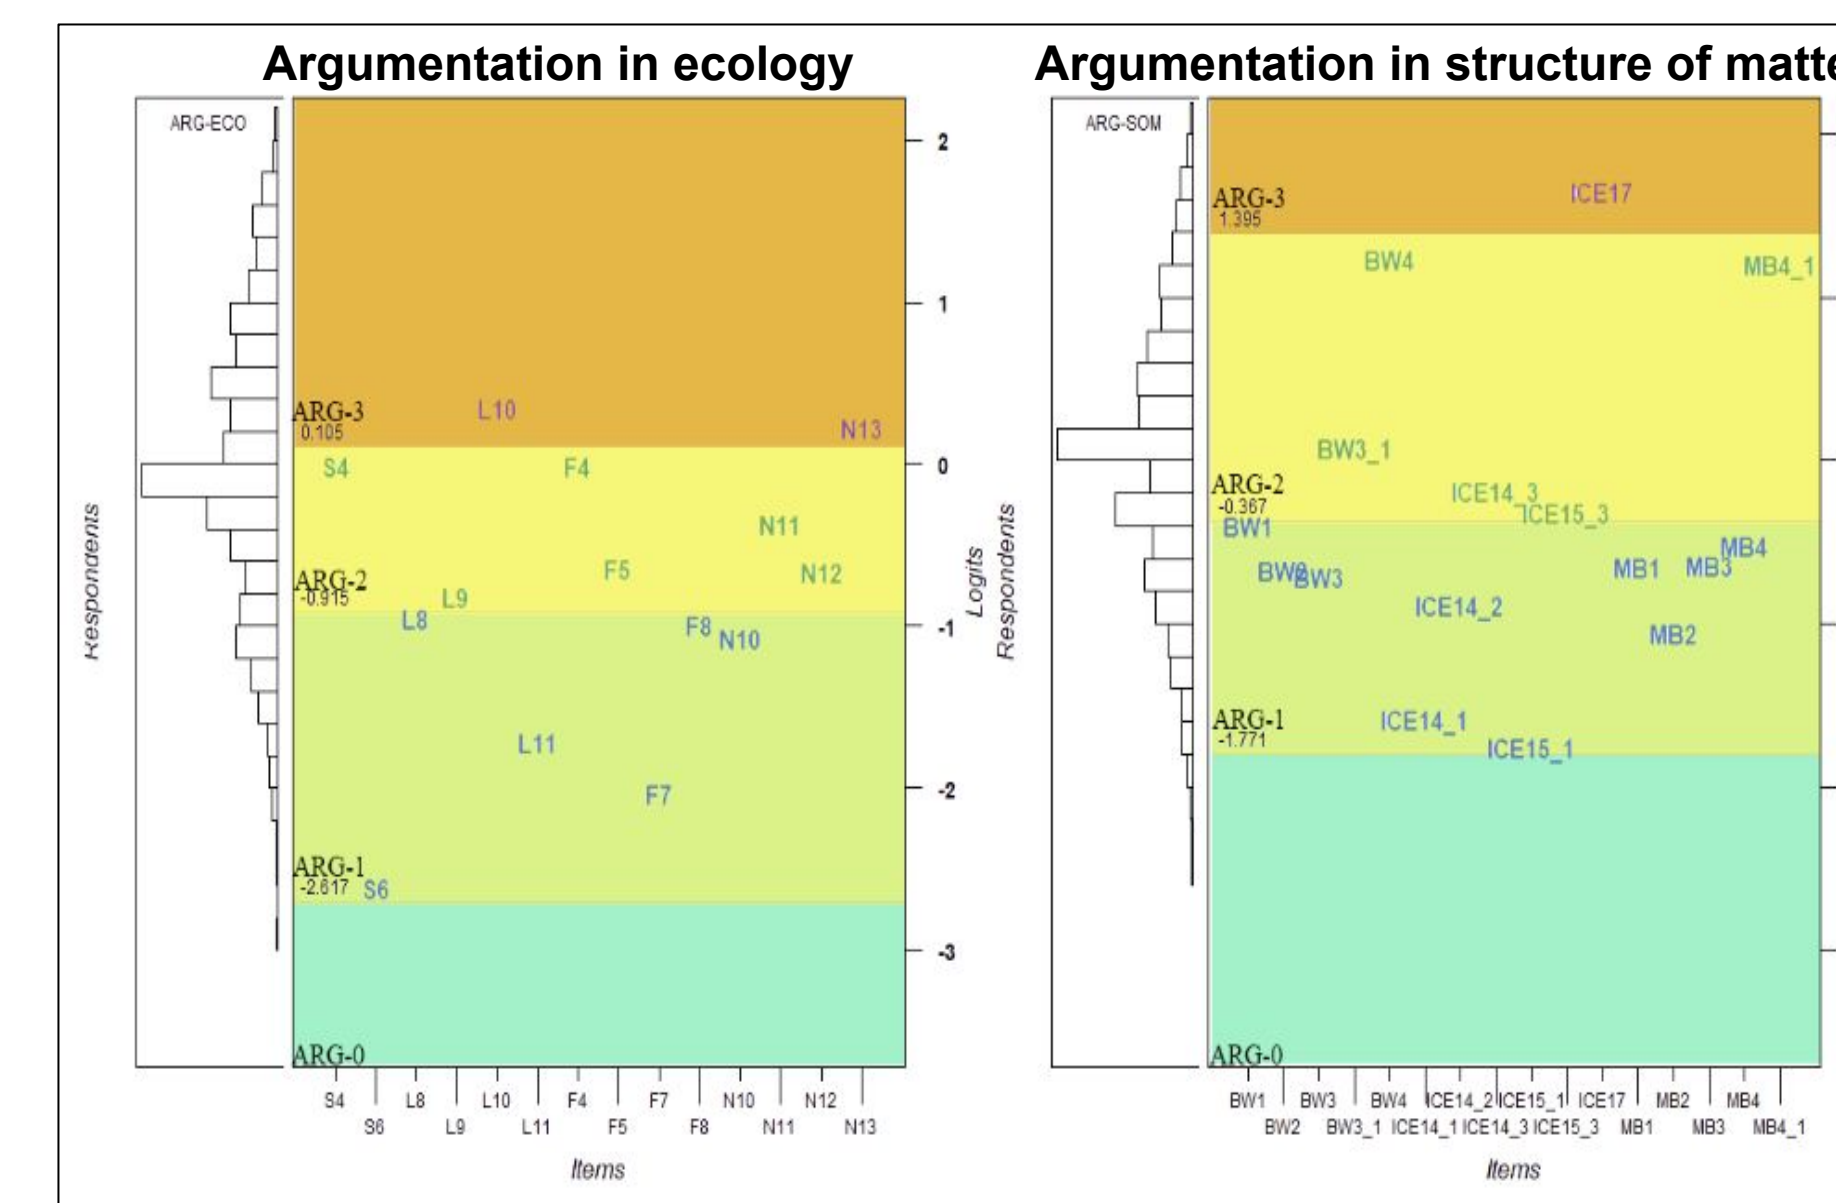 Argumentation in ecology
Argumentation in structure of matte
ARG-ECO
ARG-3
0.105
L10
N13
S4
F4
N11
F5
N12
ARG-2
-0.915
L9
L8
F8
N10
L11
F7
ARG-1
-2.617
S6
ARG-0
2
1
0
-1
-2
-3
Respondents
Logits
S4
L8
L10
F4
F7
N10
N12
S6
L9
L11
F5
F8
N11
N13
Items
ARG-SOM
ARG-3
1.395
ICE17
BW4
MB4_1
BW3_1
ARG-2
-0.367
ICE14_3
ICE15_3
BW1
MB4
BW3
MB1
MB3
ICE14_2
MB2
ARG-1
-1.771
ICE14_1
ICE15_1
ARG-0
Respondents
BW1
BW3
BW4
ICE14_2
ICE15_1
ICE17
MB2
MB4
BW2
BW3_1
ICE14_1
ICE14_3
ICE15_3
MB1
MB3
MB4_1
Items